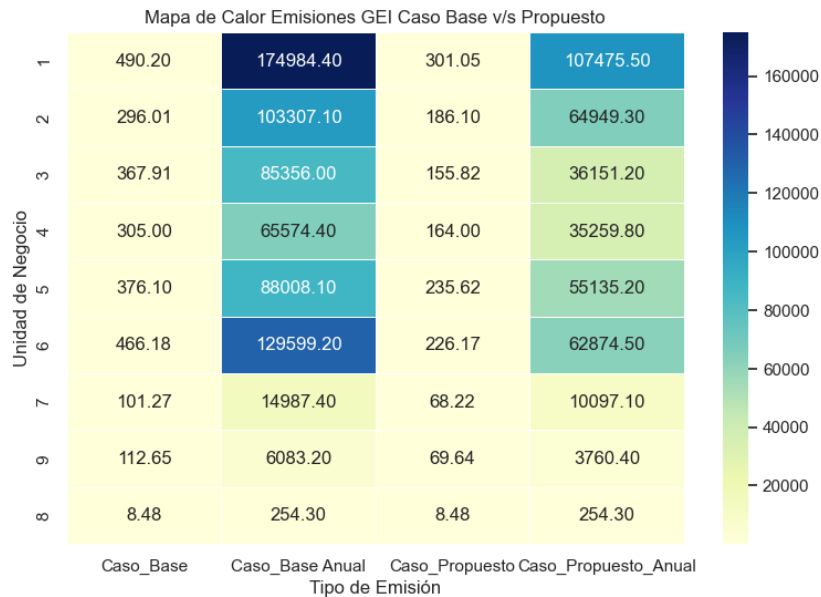 Mapa de Calor Emisiones GEI Caso Base v/s Propuesto
1 490.20 174984.40 301.05 107475.50
2 296.01 103307.10 186.10 64949.30
3 367.91 85356.00 155.82 36151.20
4 305.00 65574.40 164.00 35259.80
5 376.10 88008.10 235.62 55135.20
6 466.18 129599.20 226.17 62874.50
7 101.27 14987.40 68.22 10097.10
9 112.65 6083.20 69.64 3760.40
8 8.48 254.30 8.48 254.30
Unidad de Negocio
Caso_Base Caso_Base Anual Caso_Propuesto Caso_Propuesto_Anual
Tipo de Emisión
160000
140000
120000
100000
80000
60000
40000
20000